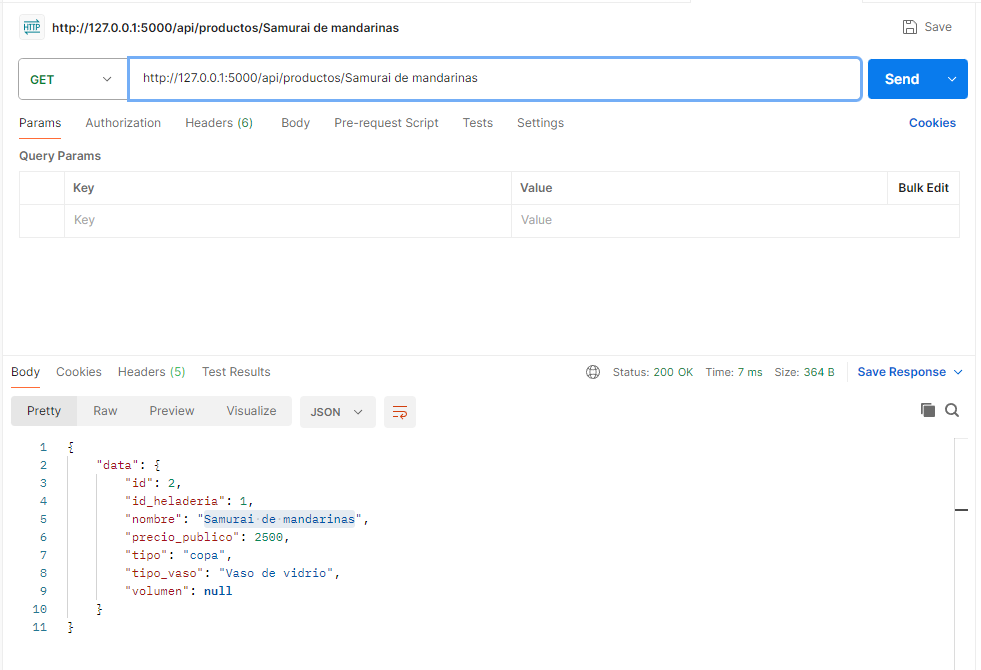 HTTP http://127.0.0.1:5000/api/productos/Samurai de mandarinas Save
GET http://127.0.0.1:5000/api/productos/Samurai de mandarinas Send
Params Authorization Headers (6) Body Pre-request Script Tests Settings Cookies
Query Params
Key Value Bulk Edit
Key Value
Body Cookies Headers (5) Test Results Status: 200 OK Time: 7 ms Size: 364 B Save Response
Pretty Raw Preview Visualize JSON
1 {
2 "data": {
3 "id": 2,
4 "id_heladeria": 1,
5 "nombre": "Samurai de mandarinas",
6 "precio_publico": 2500,
7 "tipo": "copa",
8 "tipo_vaso": "Vaso de vidrio",
9 "volumen": null
10 }
11 }